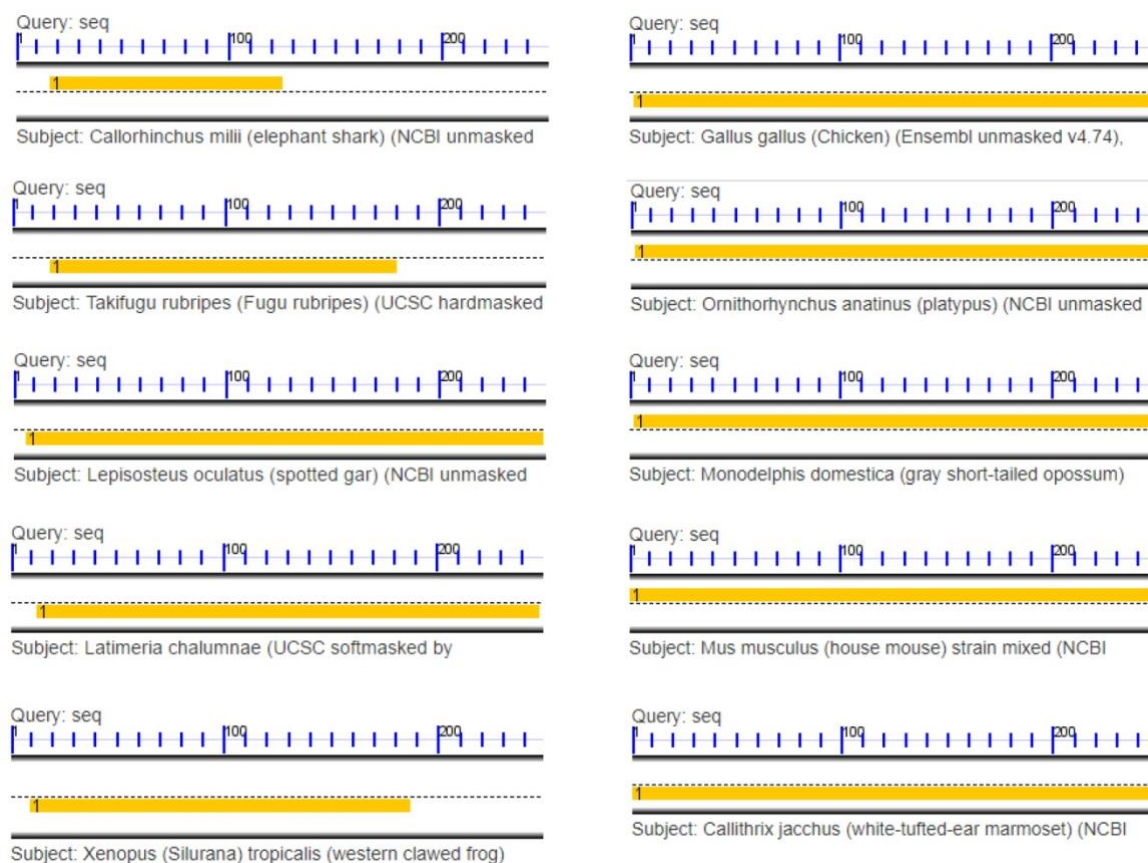 Query: seq
1 100 200
1
Subject: Callorhinchus milii (elephant shark) (NCBI unmasked
Query: seq
1 100 200
1
Subject: Takifugu rubripes (Fugu rubripes) (UCSC hardmasked
Query: seq
1 100 200
1
Subject: Lepisosteus oculatus (spotted gar) (NCBI unmasked
Query: seq
1 100 200
1
Subject: Latimeria chalumnae (UCSC softmasked by
Query: seq
1 100 200
1
Subject: Xenopus (Silurana) tropicalis (western clawed frog)
Query: seq
1 100 200
1
Subject: Gallus gallus (Chicken) (Ensembl unmasked v4.74),
Query: seq
1 100 200
1
Subject: Ornithorhynchus anatinus (platypus) (NCBI unmasked
Query: seq
1 100 200
1
Subject: Monodelphis domestica (gray short-tailed opossum)
Query: seq
1 100 200
1
Subject: Mus musculus (house mouse) strain mixed (NCBI
Query: seq
1 100 200
1
Subject: Callithrix jacchus (white-tufted-ear marmoset) (NCBI